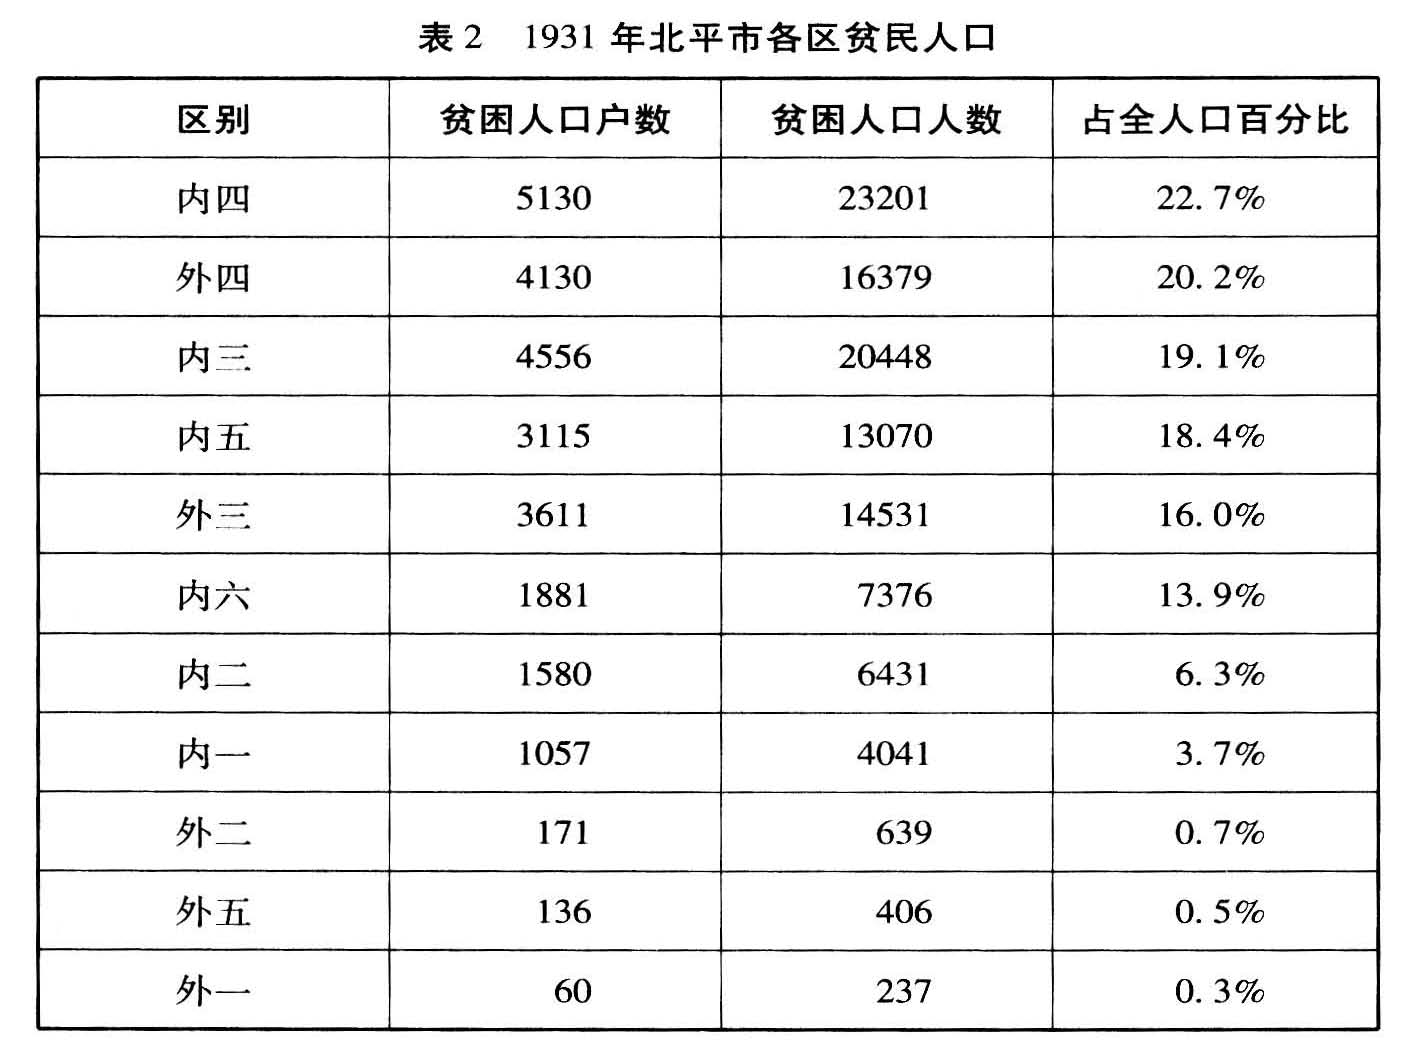 表2 1931 年北平市各区贫民人口
区别 贫困人口户数 贫困人口人数 占全人口百分比
内四 5130 23201 22.7%
外四 4130 16379 20.2%
内三 4556 20448 19.1%
内五 3115 13070 18.4%
外三 3611 14531 16.0%
内六 1881 7376 13.9%
内二 1580 6431 6.3%
内一 1057 4041 3.7%
外二 171 639 0.7%
外五 136 406 0.5%
外一 60 237 0.3%